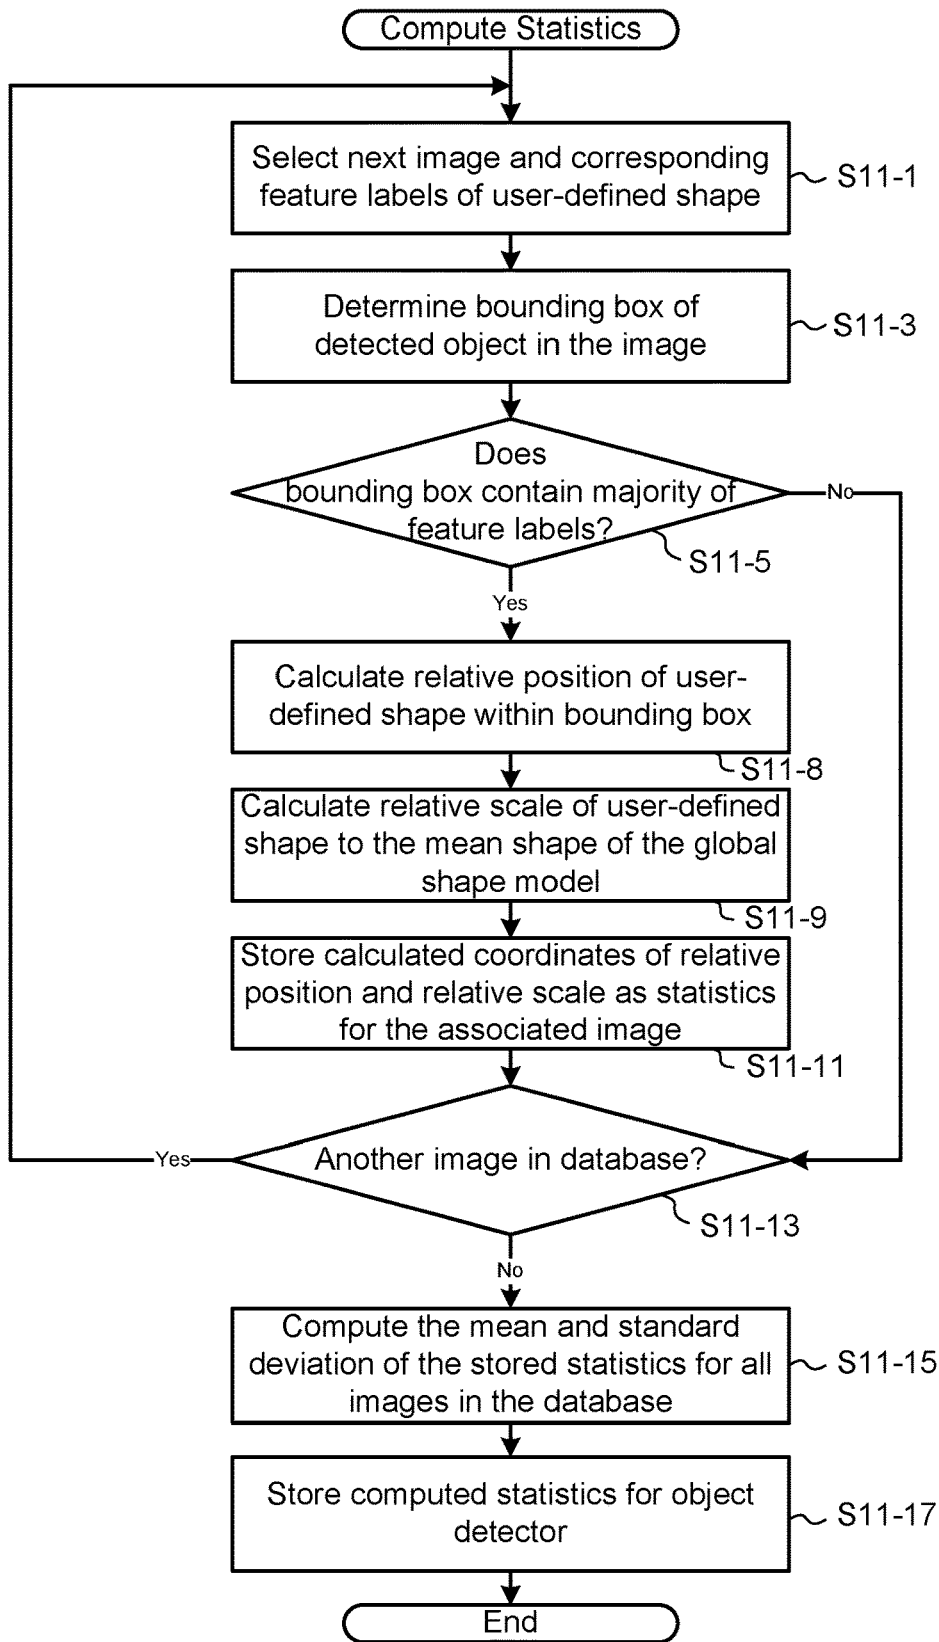 Compute Statistics
Select next image and corresponding
feature labels of user-defined shape
S11-1
Determine bounding box of
detected object in the image
S11-3
Does
bounding box contain majority of
feature labels?
No
S11-5
Yes
Calculate relative position of user-
defined shape within bounding box
S11-8
Calculate relative scale of user-defined
shape to the mean shape of the global
shape model
S11-9
Store calculated coordinates of relative
position and relative scale as statistics
for the associated image
S11-11
Yes
Another image in database?
S11-13
No
Compute the mean and standard
deviation of the stored statistics for all
images in the database
S11-15
Store computed statistics for object
detector
S11-17
End